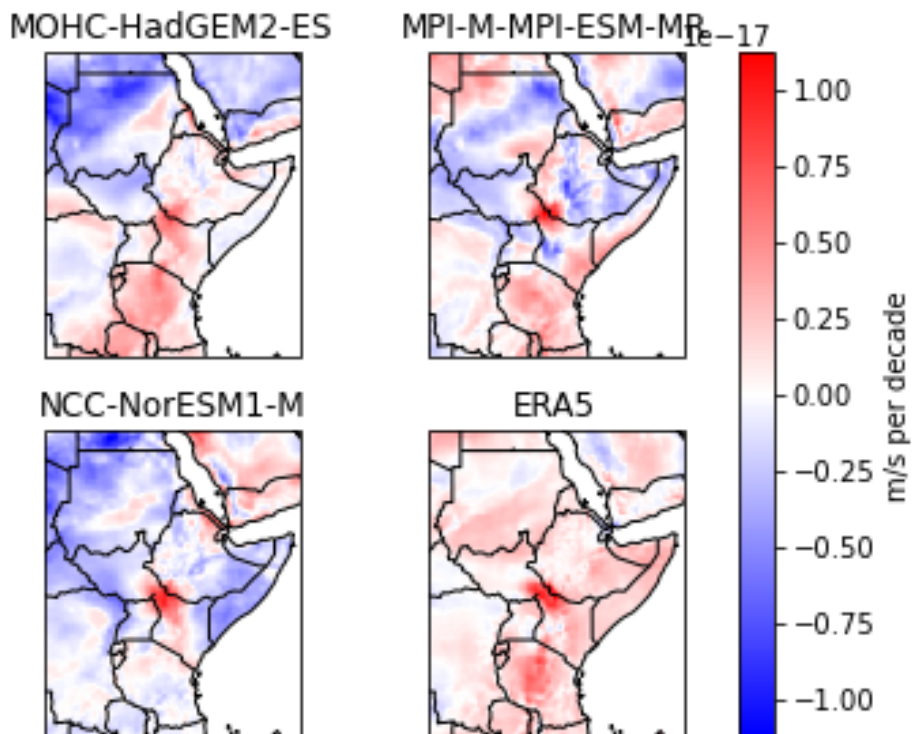 MOHC-HadGEM2-ES
MPI-M-MPI-ESM-MR
1e−17
1.00
0.75
0.50
0.25
0.00
−0.25
−0.50
−0.75
−1.00
m/s per decade
NCC-NorESM1-M
ERA5